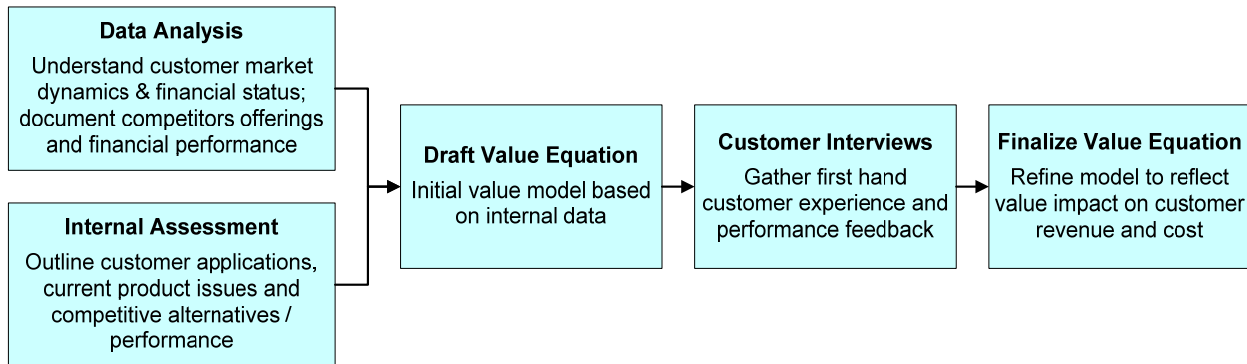 Data Analysis
Understand customer market
dynamics & financial status;
document competitors offerings
and financial performance
Internal Assessment
Outline customer applications,
current product issues and
competitive alternatives /
performance
Draft Value Equation
Initial value model based
on internal data
Customer Interviews
Gather first hand
customer experience and
performance feedback
Finalize Value Equation
Refine model to reflect
value impact on customer
revenue and cost